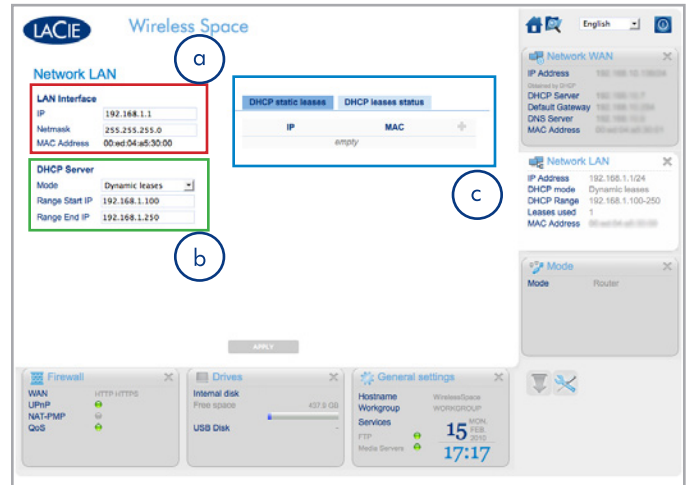 LACIE
Wireless Space
English
a
Network LAN
LAN Interface
IP 192.168.1.1
Netmask 255.255.255.0
MAC Address 00:ed:04:a5:30:00
DHCP Server
Mode Dynamic leases
Range Start IP 192.168.1.100
Range End IP 192.168.1.250
b
DHCP static leases DHCP leases status
IP MAC
empty
c
APPLY
Network WAN
IP Address
Obtained by DHCP
DHCP Server
Default Gateway
DNS Server
MAC Address
Network LAN
IP Address 192.168.1.1/24
DHCP mode Dynamic leases
DHCP Range 192.168.1.100-250
Leases used 1
MAC Address
Mode
Mode Router
Firewall
WAN HTTP HTTPS
UPnP
NAT-PMP
QoS
Drives
Internal disk
Free space 437.5 GB
USB Disk -
General settings
Hostname WirelessSpace
Workgroup WORKGROUP
Services
FTP
Media Servers
15 MON. FEB. 2010
17:17